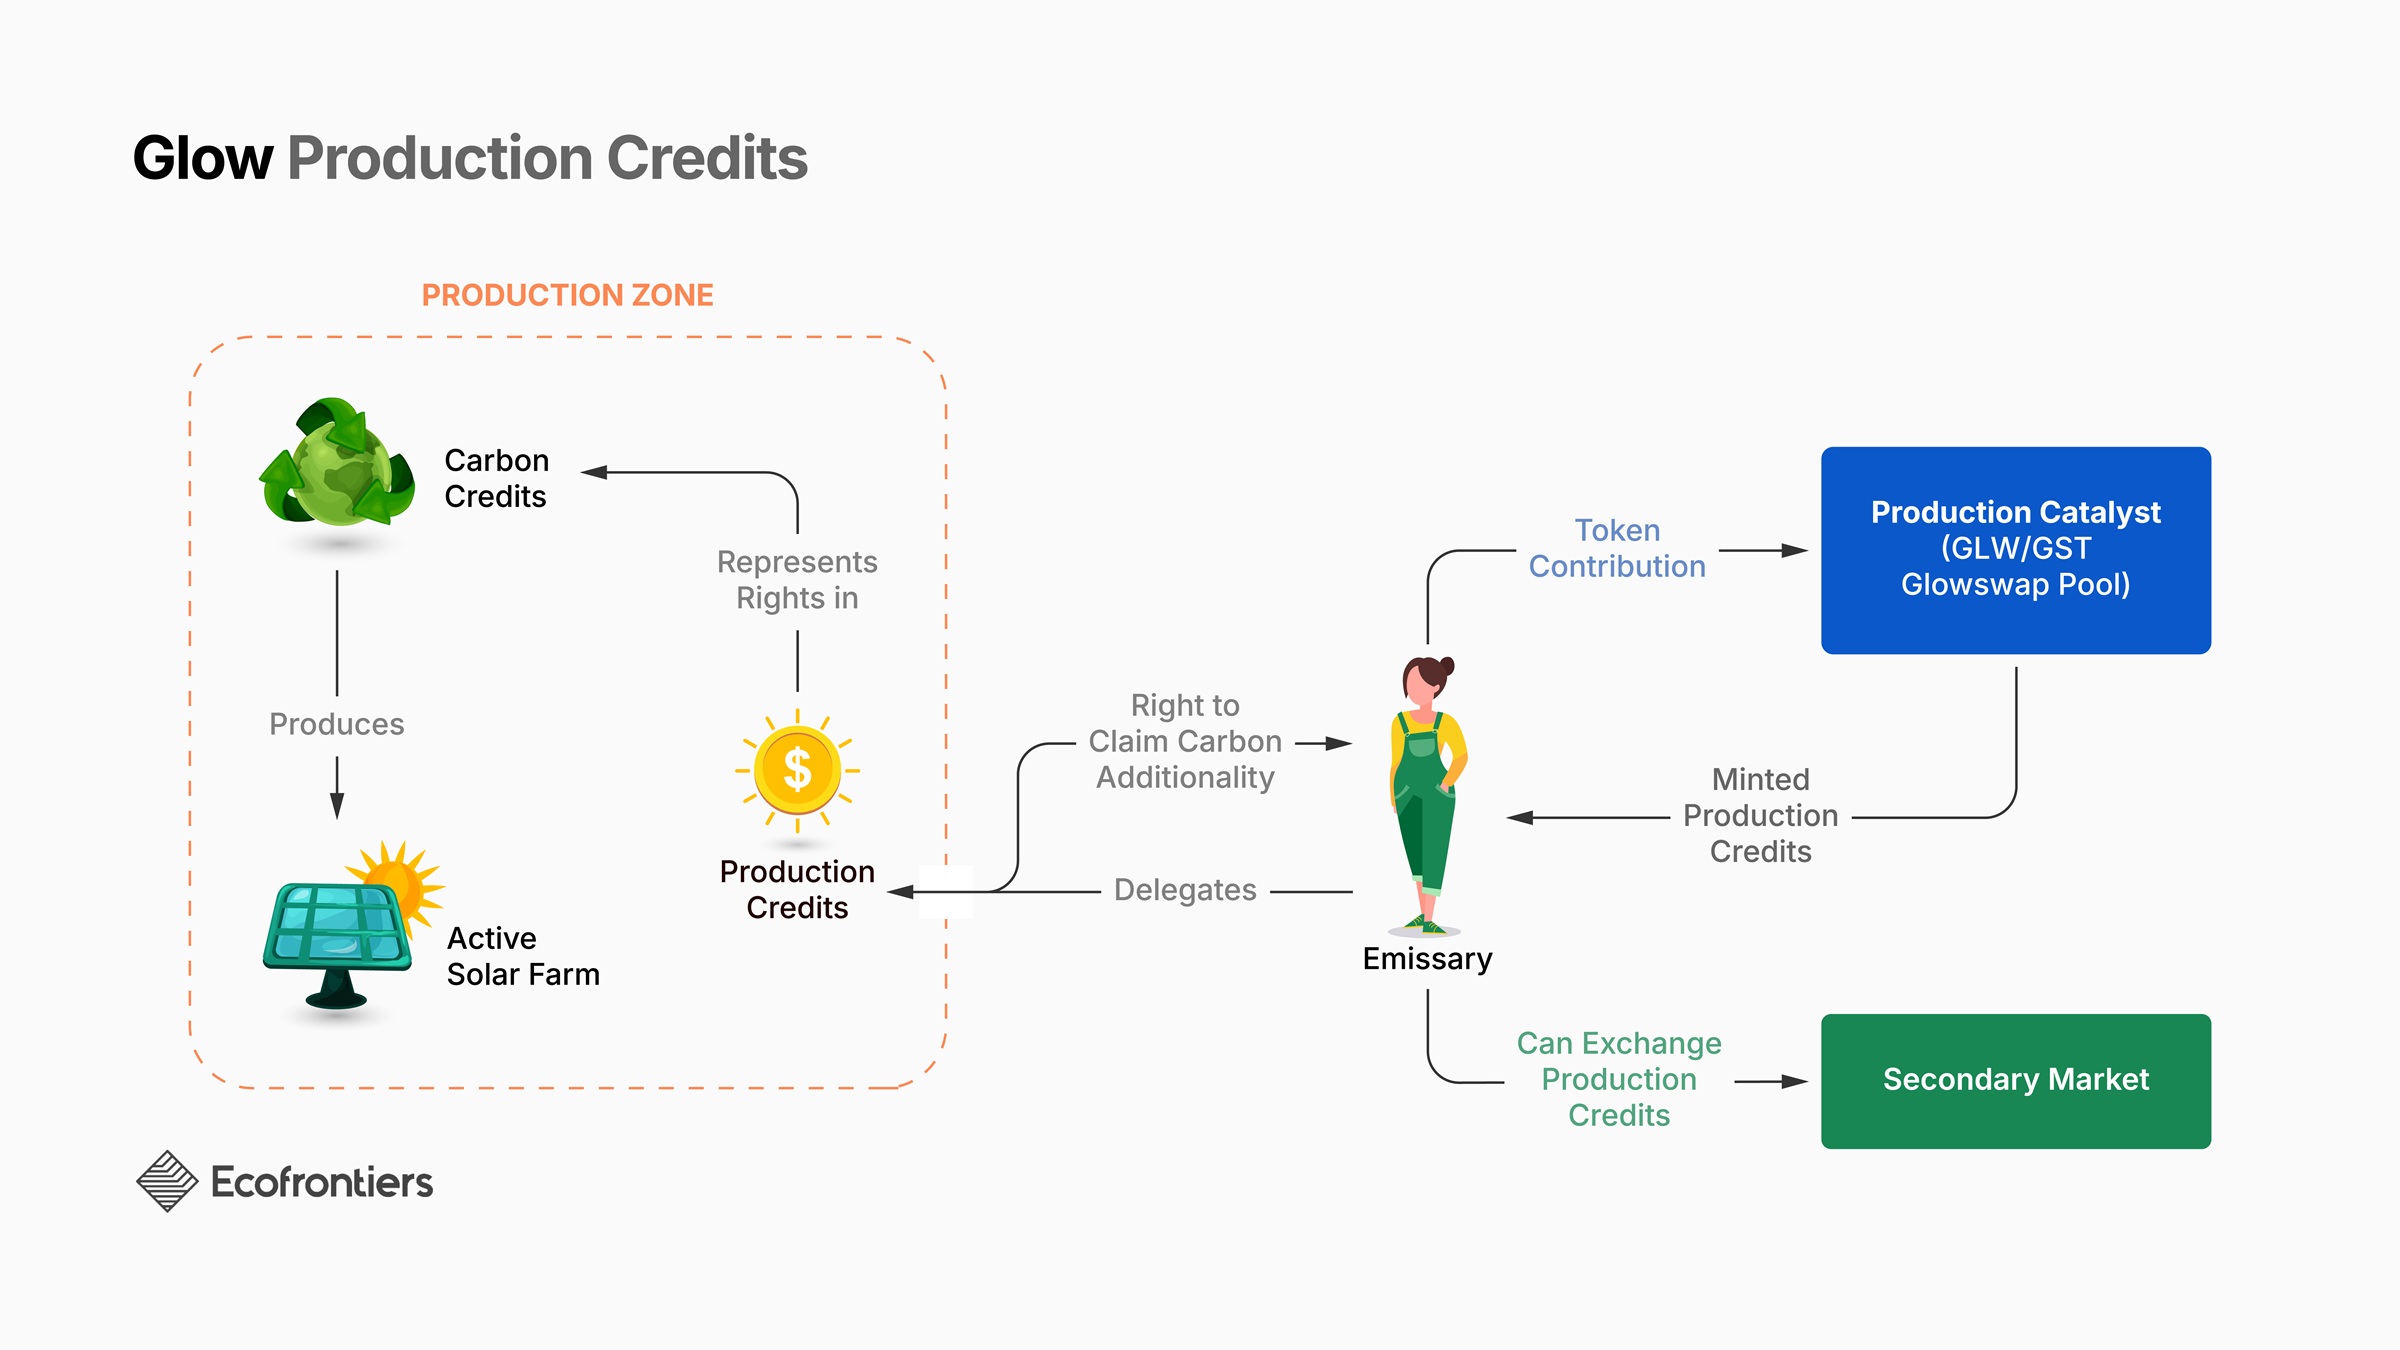 Glow Production Credits
PRODUCTION ZONE
Carbon
Credits
Represents
Rights in
Produces
$
Production
Credits
Active
Solar Farm
Right to
Claim Carbon
Additionality
Delegates
Emissary
Token
Contribution
Production Catalyst
(GLW/GST
Glowswap Pool)
Minted
Production
Credits
Can Exchange
Production
Credits
Secondary Market
Ecofrontiers